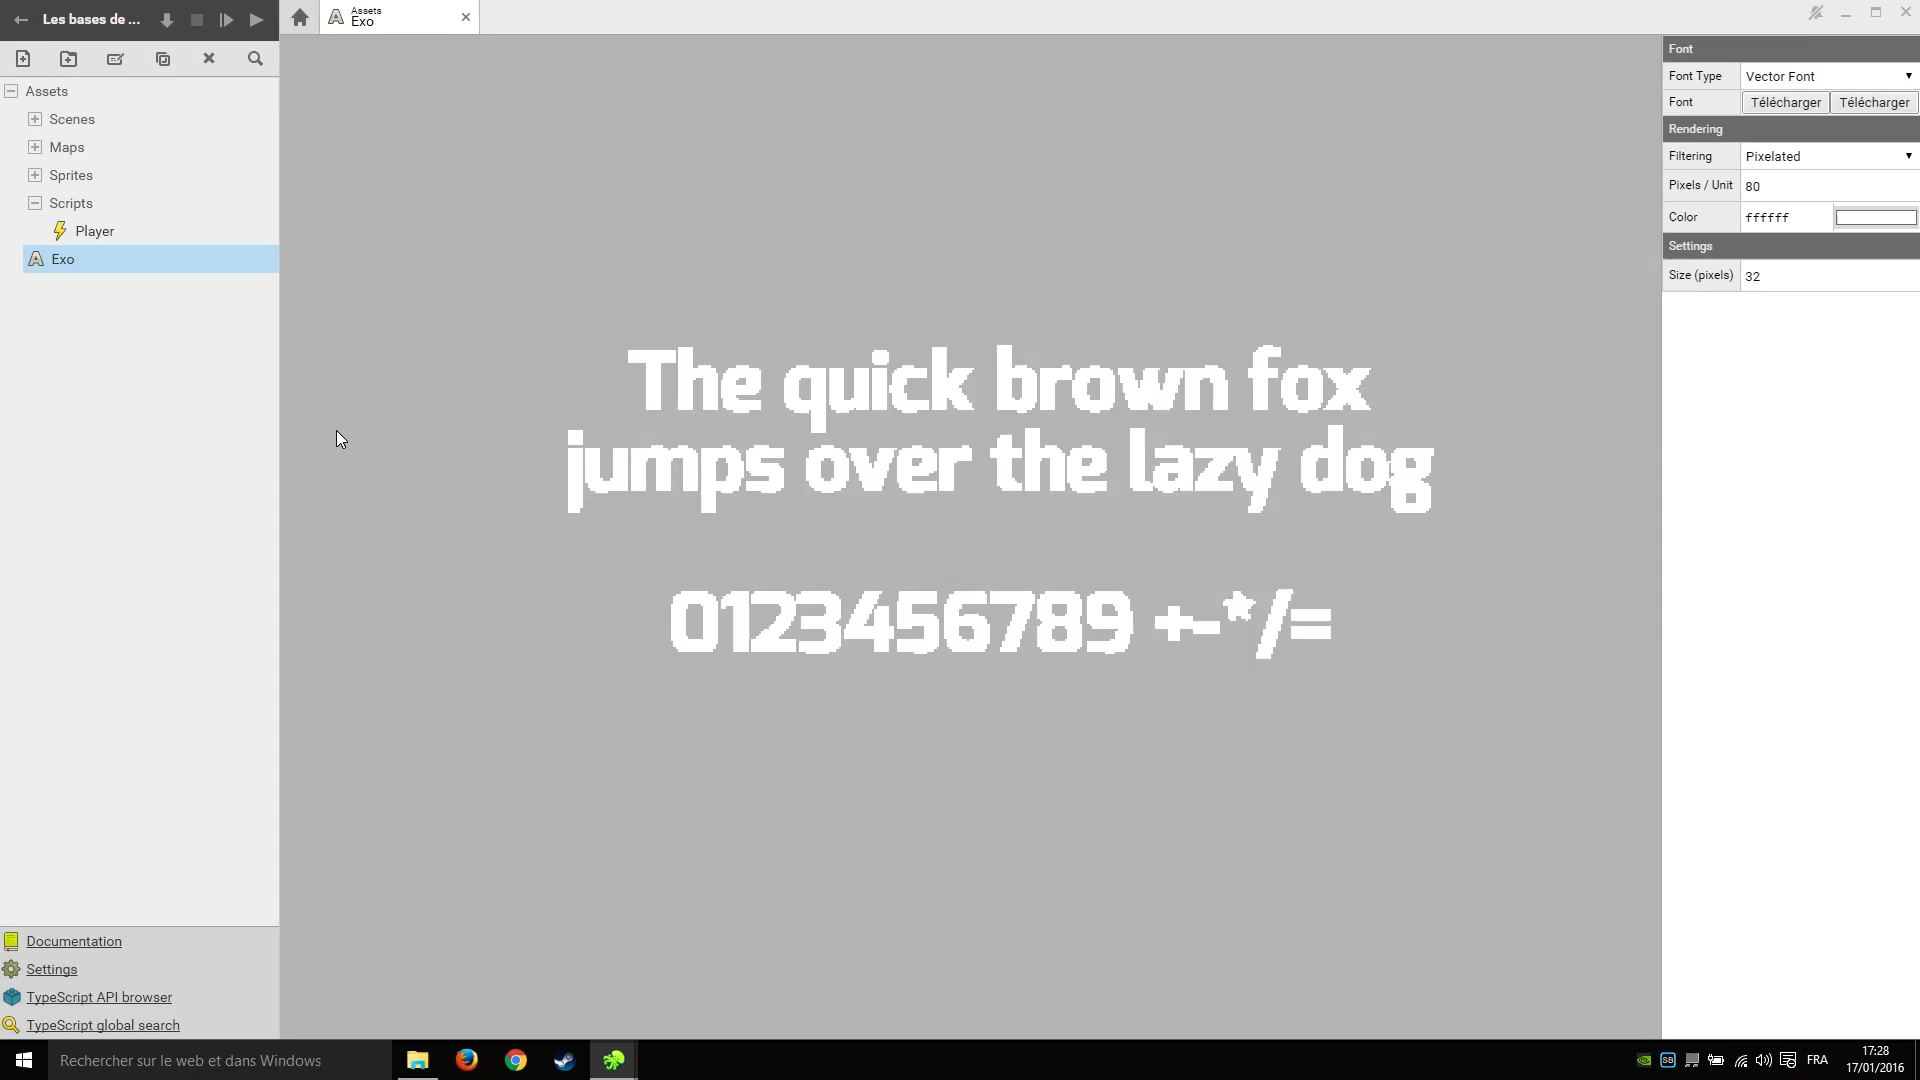 Les bases de ...
Assets
Exo
Assets
Scenes
Maps
Sprites
Scripts
Player
Exo
The quick brown fox
jumps over the lazy dog
0123456789 +-*/=
Font
Font Type
Vector Font
Font
Télécharger
Télécharger
Rendering
Filtering
Pixelated
Pixels / Unit
80
Color
ffffff
Settings
Size (pixels)
32
Documentation
Settings
TypeScript API browser
TypeScript global search
Rechercher sur le web et dans Windows
SB
FRA
17:28
17/01/2016